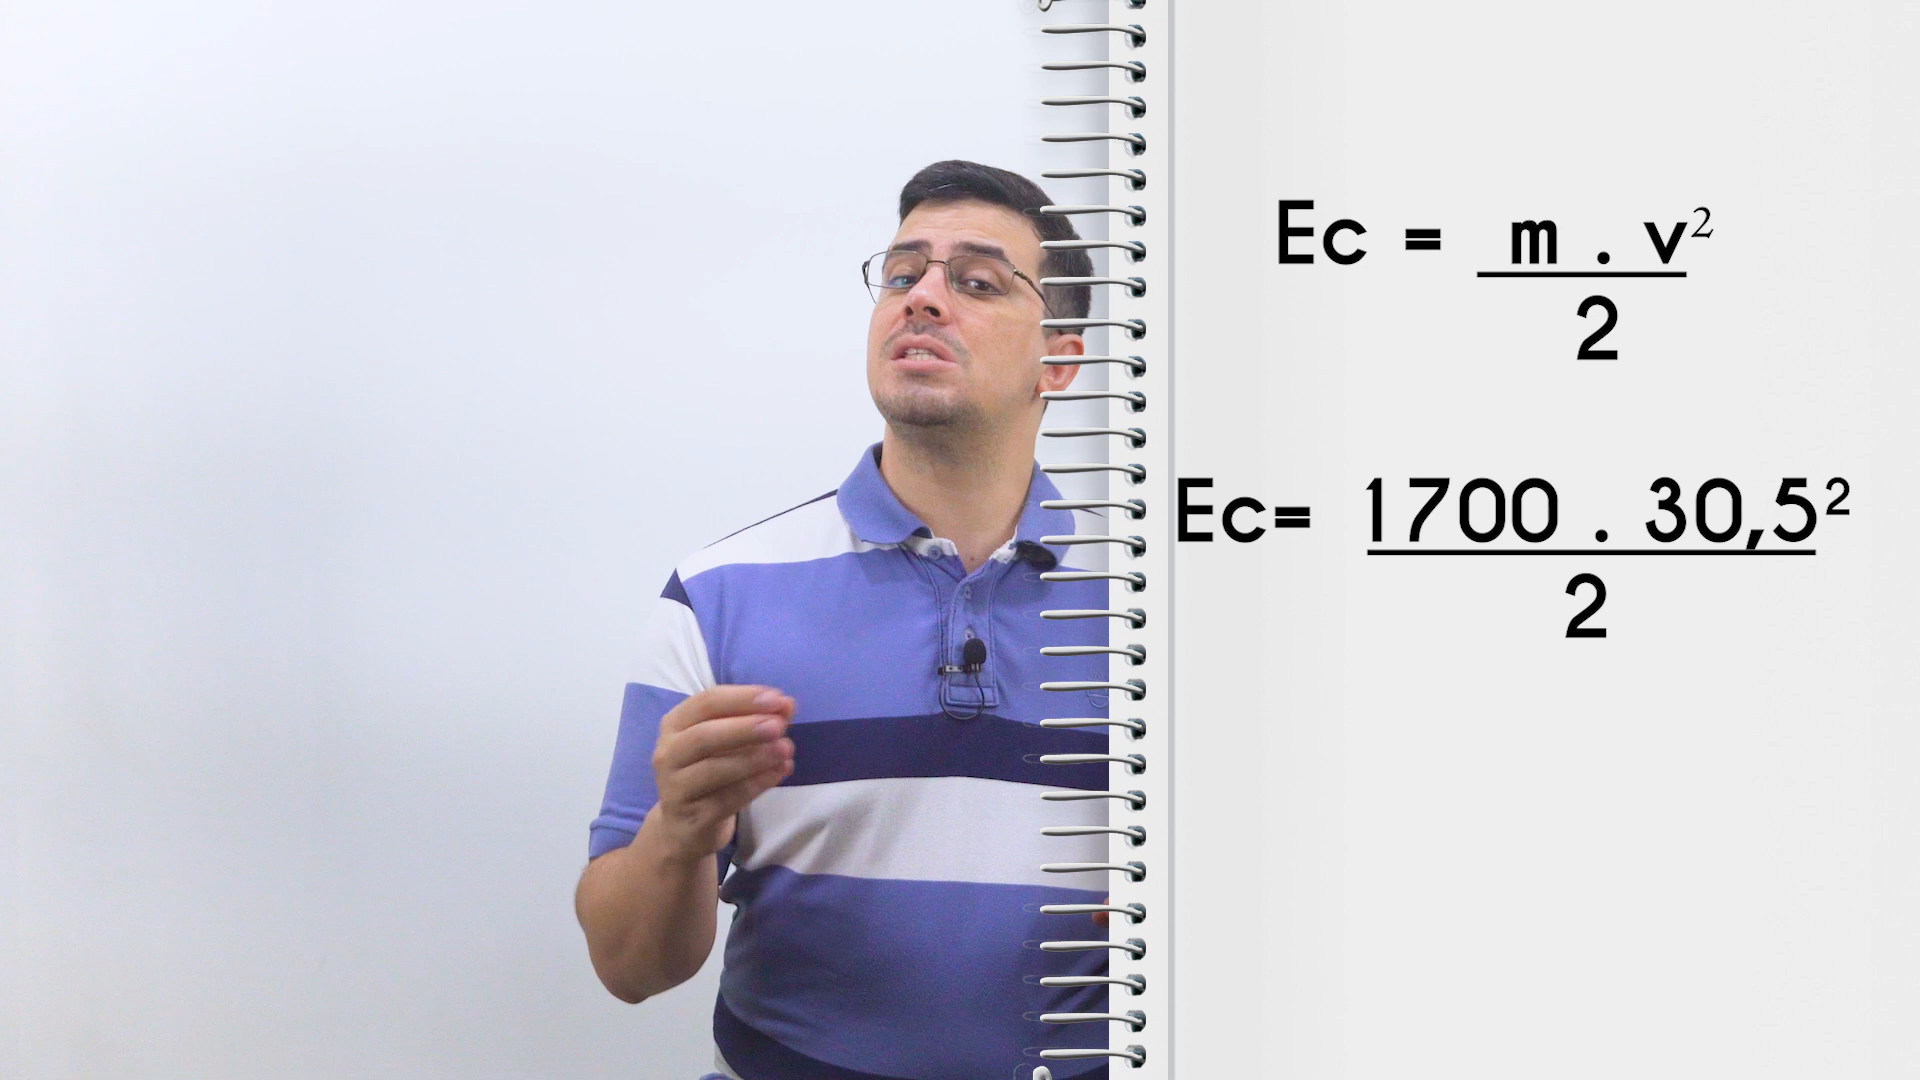 Ec = m . v²
2
Ec= 1700 . 30,5²
2